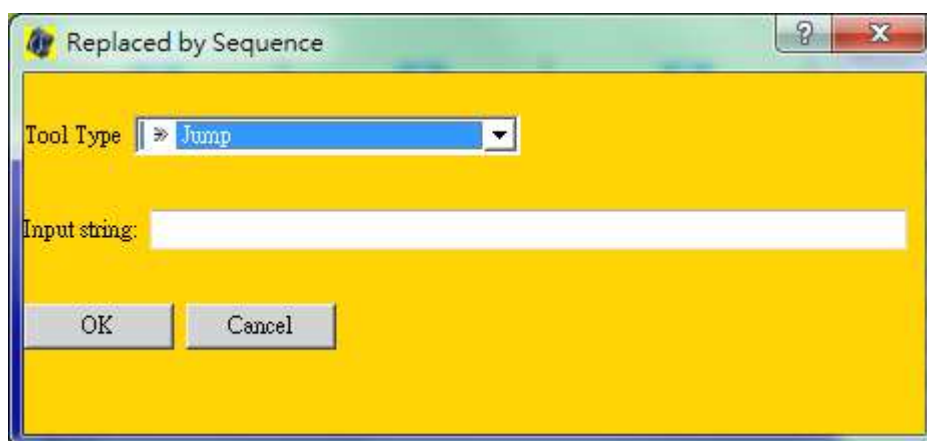 Replaced by Sequence
Tool Type Jump
Input string:
OK Cancel